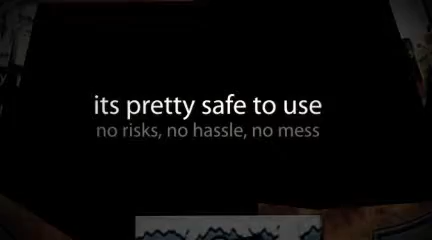 its pretty safe to use
no risks, no hassle, no mess